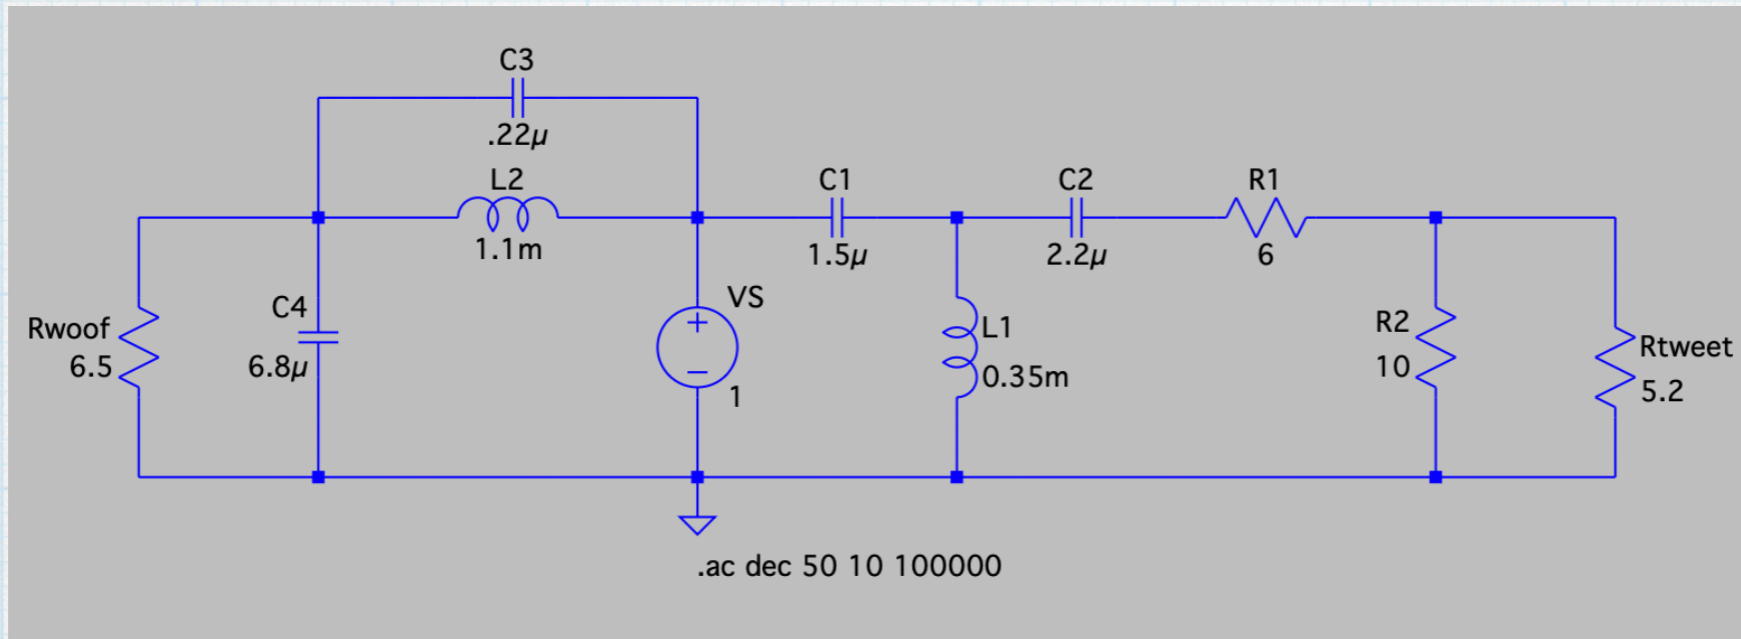 C3
.22µ
L2
1.1m
C1
1.5µ
C2
2.2µ
R1
6
Rwoof
6.5
C4
6.8µ
VS
1
L1
0.35m
R2
10
Rtweet
5.2
.ac dec 50 10 100000